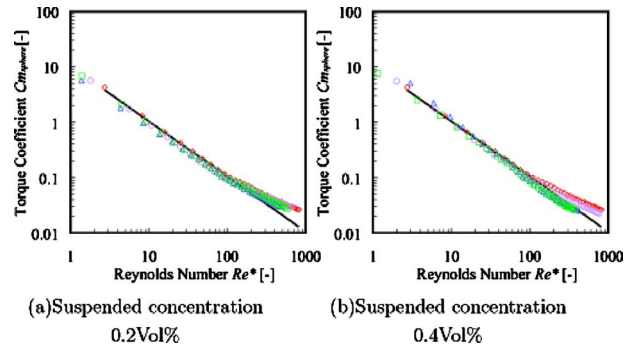 Torque Coefficient Cm_sphere [-]
100
10
1
0.1
0.01
1 10 100 1000
Reynolds Number Re* [-]
(a)Suspended concentration
0.2Vol%
Torque Coefficient Cm_sphere [-]
100
10
1
0.1
0.01
1 10 100 1000
Reynolds Number Re* [-]
(b)Suspended concentration
0.4Vol%